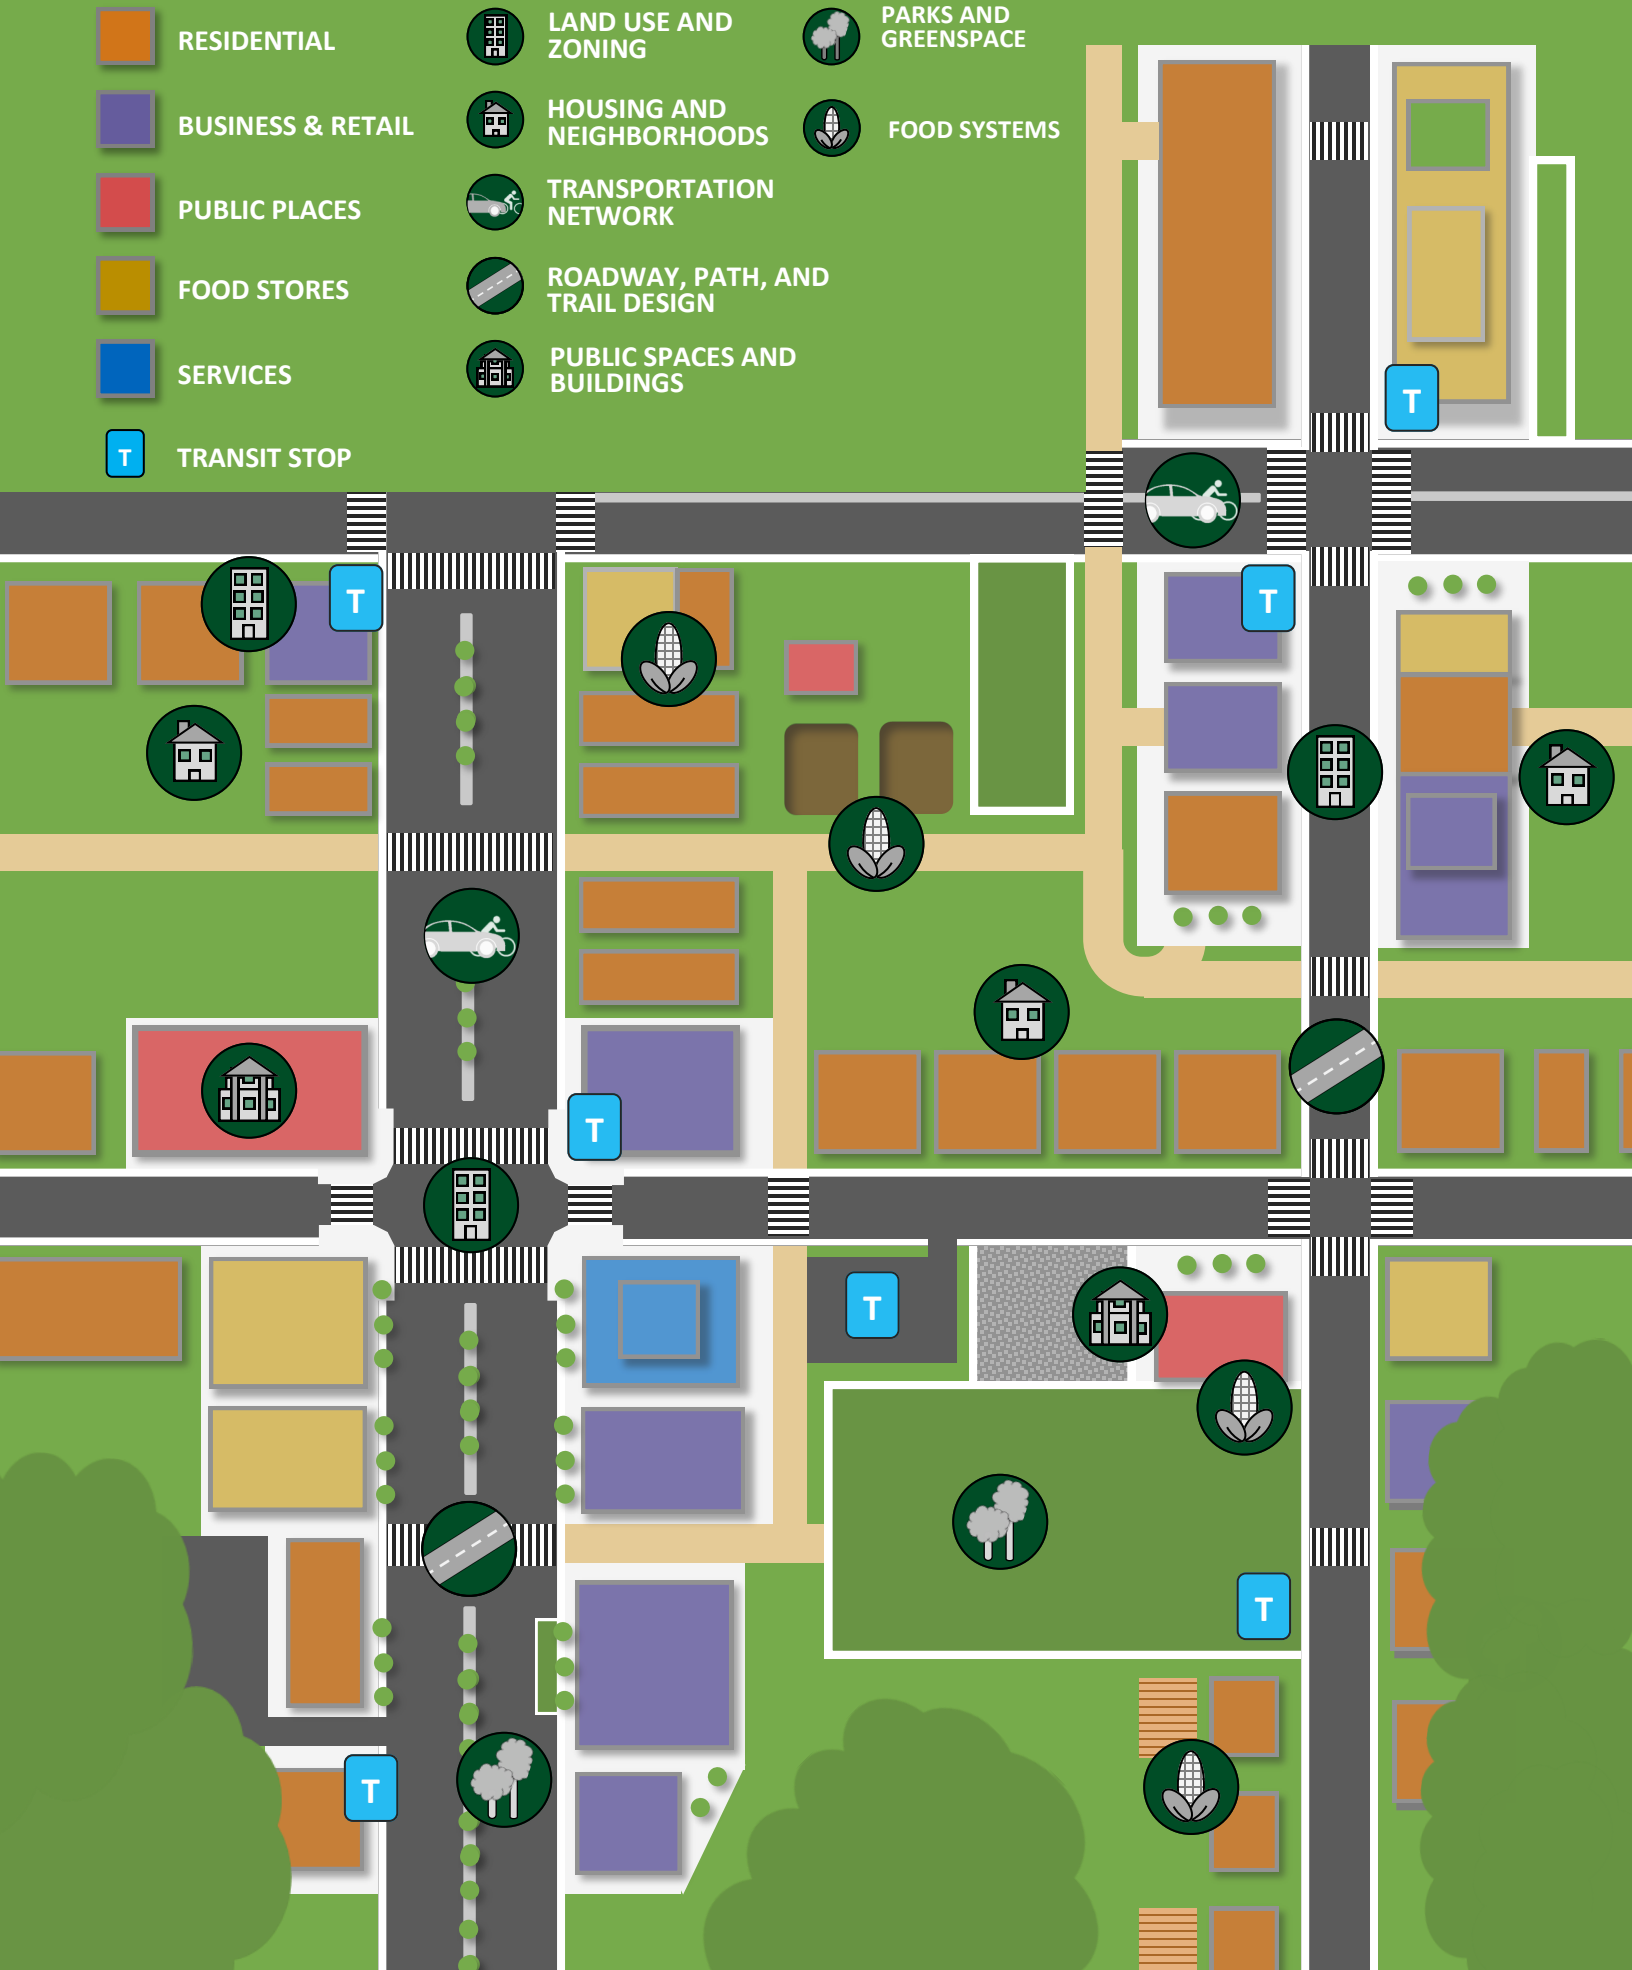 RESIDENTIAL
BUSINESS & RETAIL
PUBLIC PLACES
FOOD STORES
SERVICES
T
TRANSIT STOP
LAND USE AND
ZONING
HOUSING AND
NEIGHBORHOODS
TRANSPORTATION
NETWORK
ROADWAY, PATH, AND
TRAIL DESIGN
PUBLIC SPACES AND
BUILDINGS
PARKS AND
GREENSPACE
FOOD SYSTEMS
T
T
T
T
T
T
T